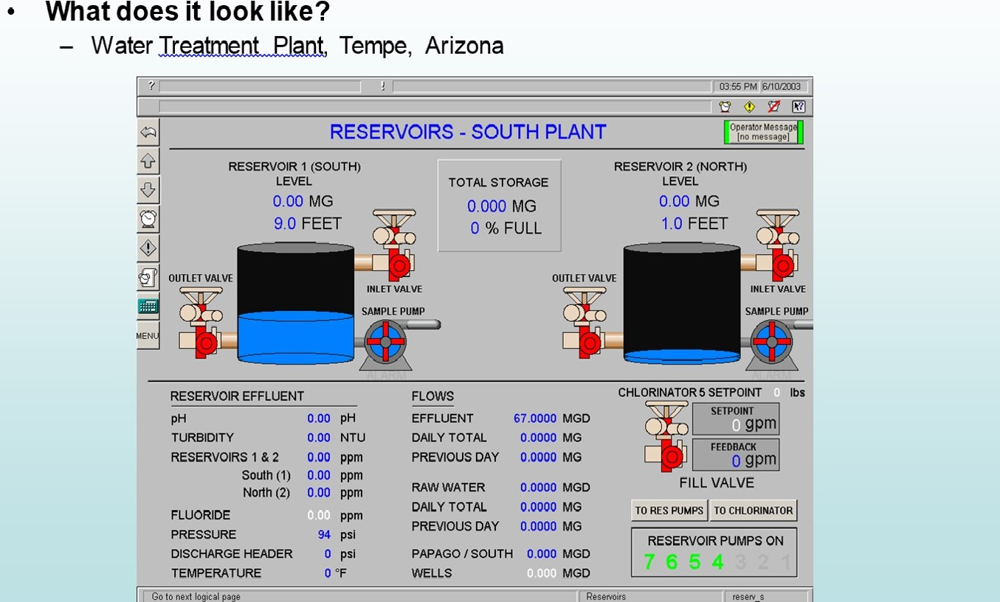 • What does it look like?
– Water Treatment Plant, Tempe, Arizona
? !
03:55 PM 6/10/2003
RESERVOIRS - SOUTH PLANT
Operator Message
[no message]
RESERVOIR 1 (SOUTH)
LEVEL
0.00 MG
9.0 FEET
TOTAL STORAGE
0.000 MG
0 % FULL
RESERVOIR 2 (NORTH)
LEVEL
0.00 MG
1.0 FEET
OUTLET VALVE
INLET VALVE
SAMPLE PUMP
ALARM
OUTLET VALVE
INLET VALVE
SAMPLE PUMP
ALARM
MENU
RESERVOIR EFFLUENT
pH 0.00 pH
TURBIDITY 0.00 NTU
RESERVOIRS 1 & 2 0.00 ppm
South (1) 0.00 ppm
North (2) 0.00 ppm
FLUORIDE 0.00 ppm
PRESSURE 94 psi
DISCHARGE HEADER 0 psi
TEMPERATURE 0 °F
FLOWS
EFFLUENT 67.0000 MGD
DAILY TOTAL 0.0000 MG
PREVIOUS DAY 0.0000 MG
RAW WATER 0.0000 MGD
DAILY TOTAL 0.0000 MG
PREVIOUS DAY 0.0000 MG
PAPAGO / SOUTH 0.000 MGD
WELLS 0.000 MGD
CHLORINATOR 5 SETPOINT 0 lbs
SETPOINT
0 gpm
FEEDBACK
0 gpm
FILL VALVE
TO RES PUMPS TO CHLORINATOR
RESERVOIR PUMPS ON
7 6 5 4 3 2 1
Go to next logical page Reservoirs reserv_s